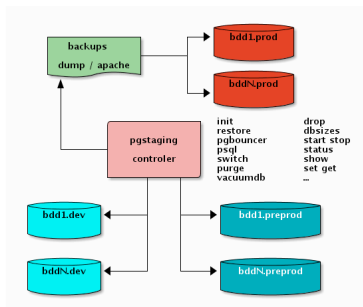 backups
dump / apache
bdd1.prod
bddN.prod
pgstaging
controler
init
restore
pgbouncer
psql
switch
purge
vacuumdb
drop
dbsizes
start stop
status
show
set get
...
bdd1.dev
bddN.dev
bdd1.preprod
bddN.preprod